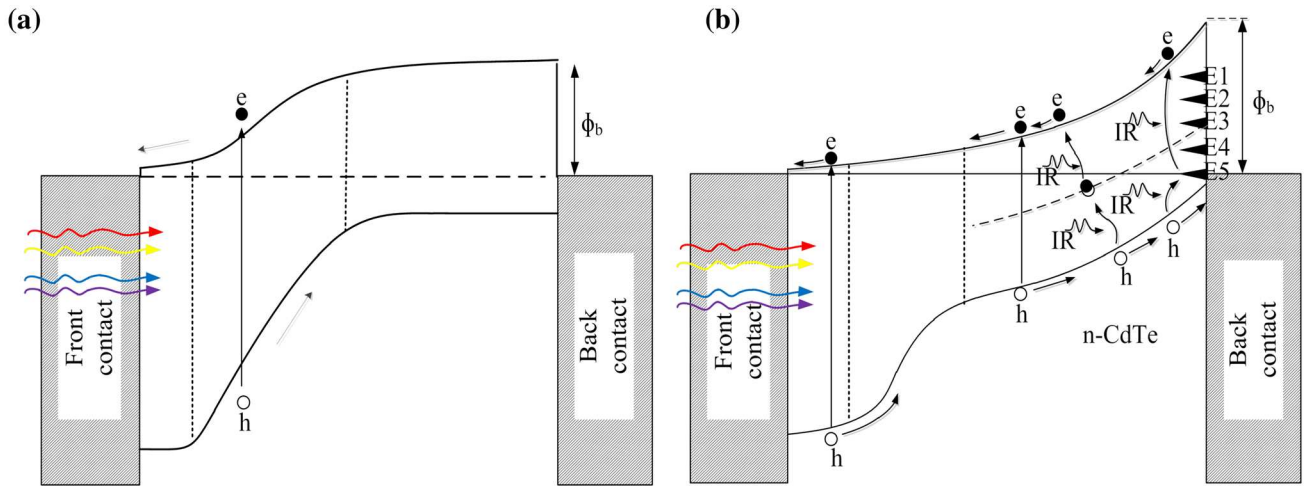 (a)
e
h
ϕb
Front
contact
Back
contact
(b)
e
e
e
e
IR
IR
IR
IR
E1
E2
E3
E4
E5
ϕb
h
h
h
h
n-CdTe
Front
contact
Back
contact